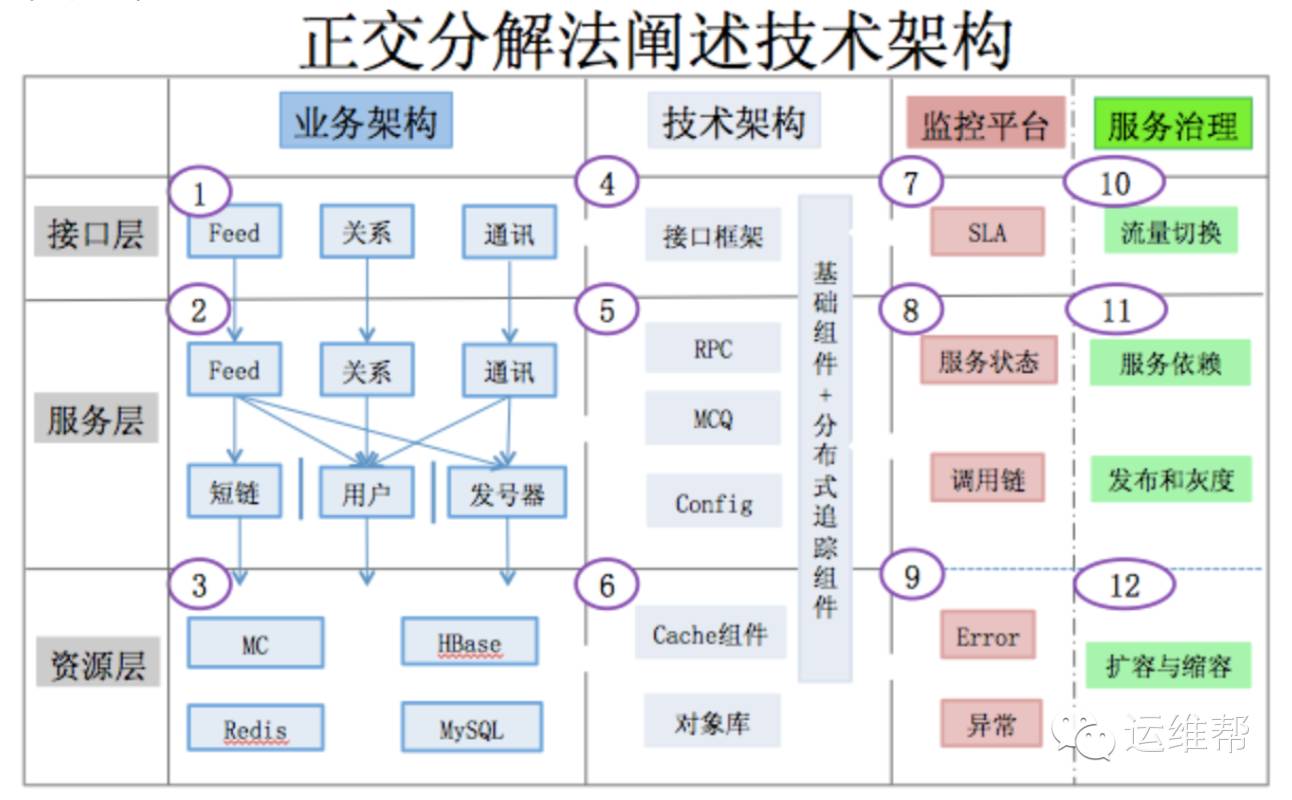 正交分解法阐述技术架构
业务架构
技术架构
监控平台
服务治理
1
4
7
10
接口层
Feed
关系
通讯
接口框架
SLA
流量切换
基础组件+分布式追踪组件
2
5
8
11
服务层
Feed
关系
通讯
RPC
服务状态
服务依赖
MCQ
短链
用户
发号器
Config
调用链
发布和灰度
3
6
9
12
资源层
MC
HBase
Cache组件
Error
扩容与缩容
Redis
MySQL
对象库
异常
运维帮